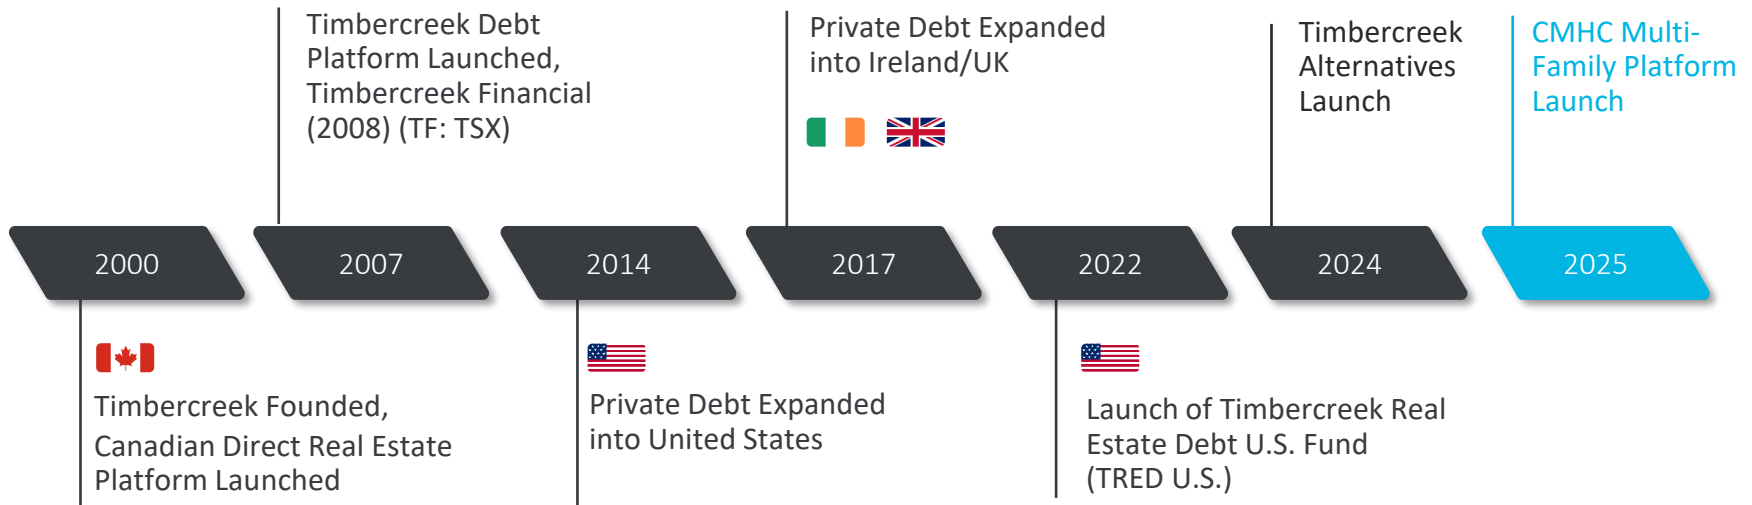 Timbercreek Debt
Platform Launched,
Timbercreek Financial
(2008) (TF: TSX)
Private Debt Expanded
into Ireland/UK
Timbercreek
Alternatives
Launch
CMHC Multi-
Family Platform
Launch
2000
2007
2014
2017
2022
2024
2025
Timbercreek Founded,
Canadian Direct Real Estate
Platform Launched
Private Debt Expanded
into United States
Launch of Timbercreek Real
Estate Debt U.S. Fund
(TRED U.S.)